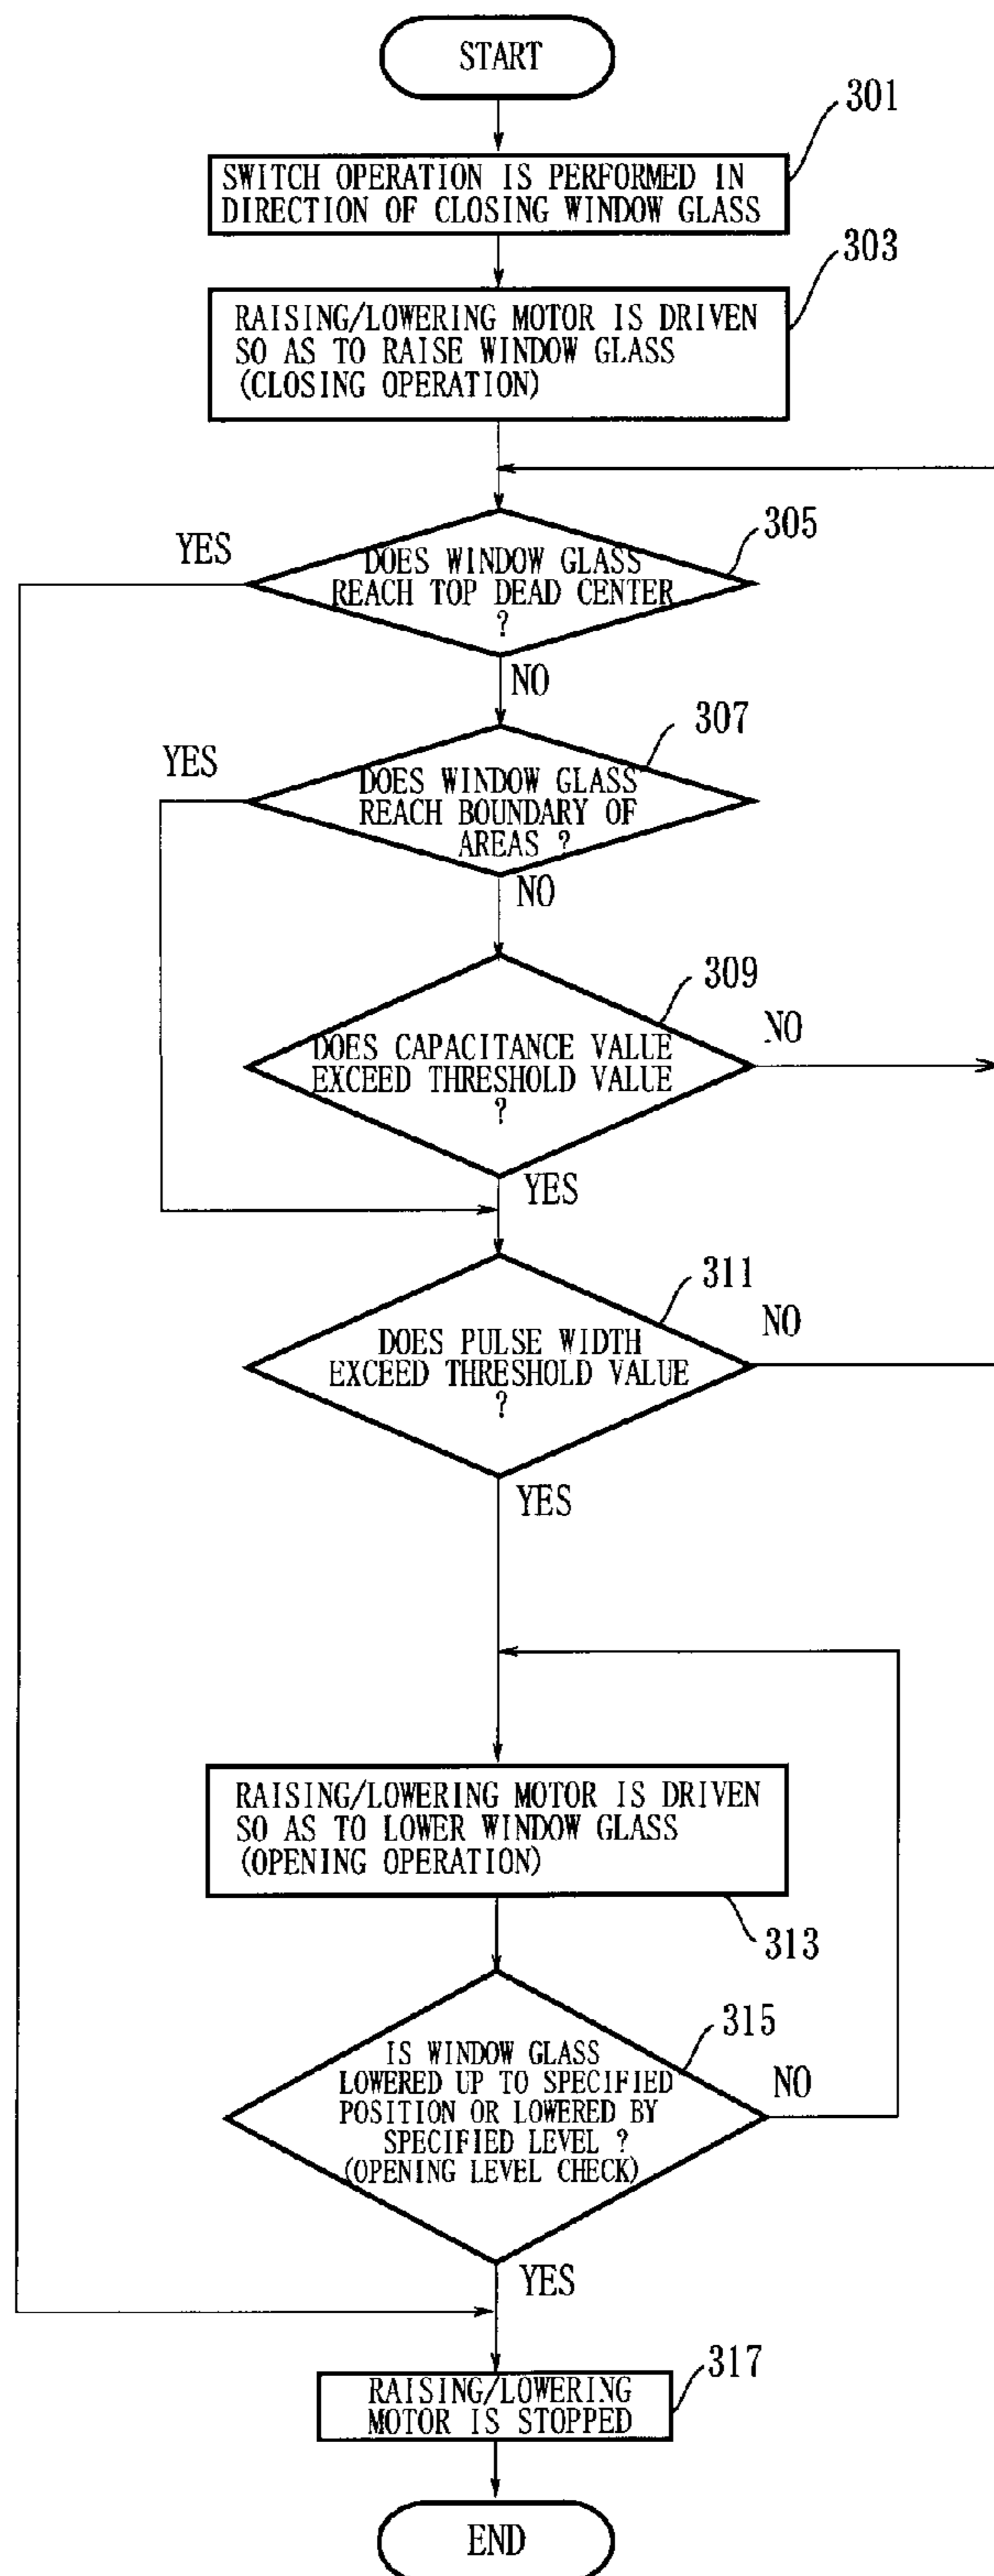 START
301
SWITCH OPERATION IS PERFORMED IN
DIRECTION OF CLOSING WINDOW GLASS
303
RAISING/LOWERING MOTOR IS DRIVEN
SO AS TO RAISE WINDOW GLASS
(CLOSING OPERATION)
305
YES
DOES WINDOW GLASS
REACH TOP DEAD CENTER
?
NO
307
YES
DOES WINDOW GLASS
REACH BOUNDARY OF
AREAS ?
NO
309
NO
DOES CAPACITANCE VALUE
EXCEED THRESHOLD VALUE
?
YES
311
NO
DOES PULSE WIDTH
EXCEED THRESHOLD VALUE
?
YES
RAISING/LOWERING MOTOR IS DRIVEN
SO AS TO LOWER WINDOW GLASS
(OPENING OPERATION)
313
315
IS WINDOW GLASS
LOWERED UP TO SPECIFIED
POSITION OR LOWERED BY
SPECIFIED LEVEL ?
(OPENING LEVEL CHECK)
NO
YES
317
RAISING/LOWERING
MOTOR IS STOPPED
END